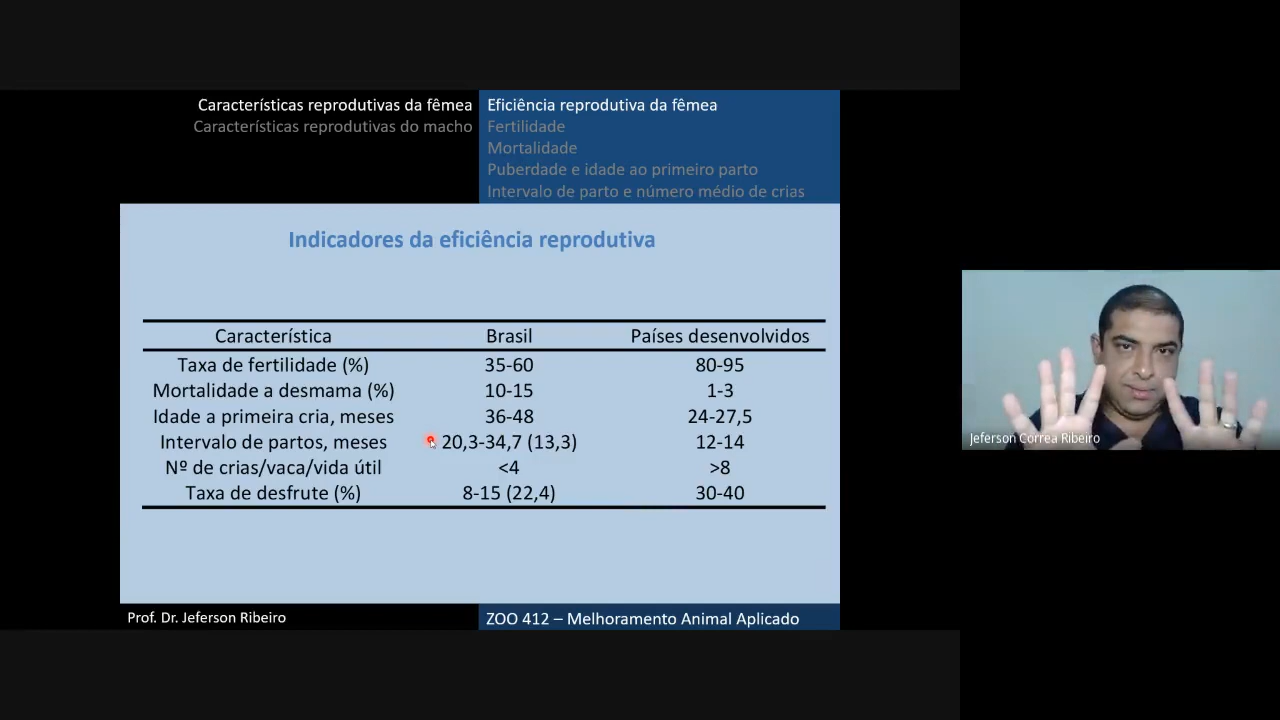 Características reprodutivas da fêmea
Características reprodutivas do macho
Eficiência reprodutiva da fêmea
Fertilidade
Mortalidade
Puberdade e idade ao primeiro parto
Intervalo de parto e número médio de crias
Indicadores da eficiência reprodutiva
Característica Brasil Países desenvolvidos
Taxa de fertilidade (%) 35-60 80-95
Mortalidade a desmama (%) 10-15 1-3
Idade a primeira cria, meses 36-48 24-27,5
Intervalo de partos, meses 20,3-34,7 (13,3) 12-14
Nº de crias/vaca/vida útil <4 >8
Taxa de desfrute (%) 8-15 (22,4) 30-40
Prof. Dr. Jeferson Ribeiro
ZOO 412 – Melhoramento Animal Aplicado
Jeferson Correa Ribeiro